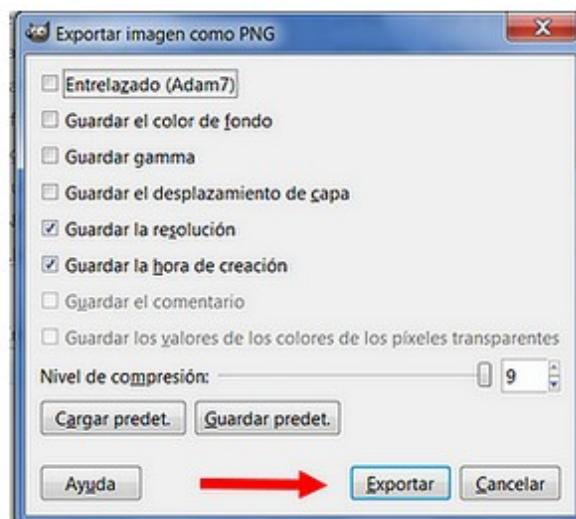 Exportar imagen como PNG
Entrelazado (Adam7)
Guardar el color de fondo
Guardar gamma
Guardar el desplazamiento de capa
Guardar la resolución
Guardar la hora de creación
Guardar el comentario
Guardar los valores de los colores de los píxeles transparentes
Nivel de compresión: 9
Cargar predet. Guardar predet.
Ayuda Exportar Cancelar